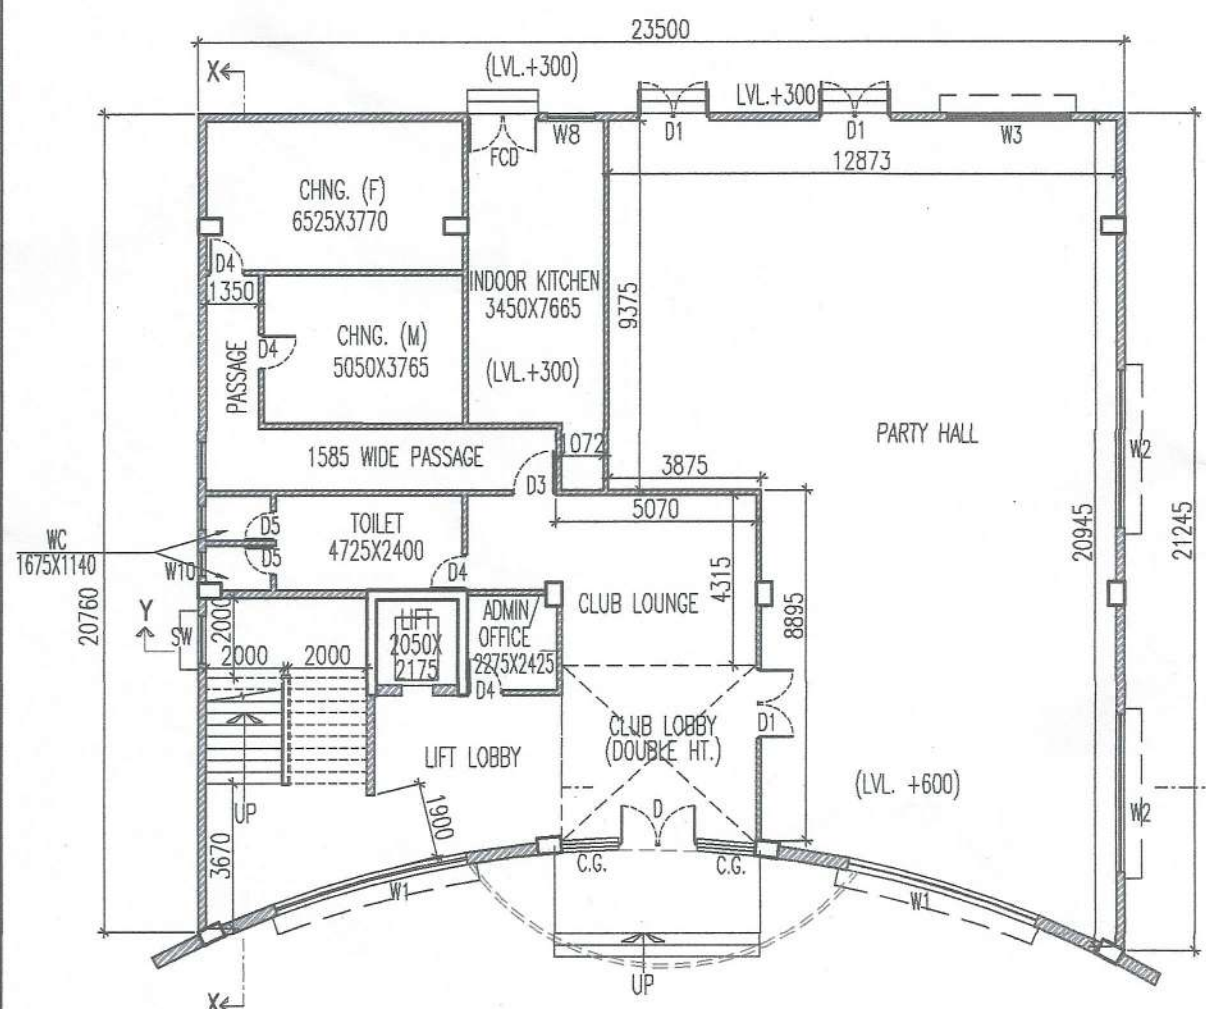 23500
X
(LVL.+300)
LVL.+300
FCD
W8
D1
D1
W3
12873
CHNG. (F)
6525X3770
D4
1350
INDOOR KITCHEN
3450X7665
9375
CHNG. (M)
5050X3765
D4
PASSAGE
(LVL.+300)
PARTY HALL
W2
1585 WIDE PASSAGE
1072
3875
D3
5070
TOILET
4725X2400
D5
D5
WC
1675X1140
W10
D4
20760
20945
21245
4315
8895
CLUB LOUNGE
Y
SW
2000
2000
2000
LIFT
2050X
2175
ADMIN/
OFFICE
2275X2425
D4
CLUB LOBBY
(DOUBLE HT.)
D1
LIFT LOBBY
(LVL. +600)
UP
1900
D
W2
3670
C.G.
C.G.
W1
W1
UP
X